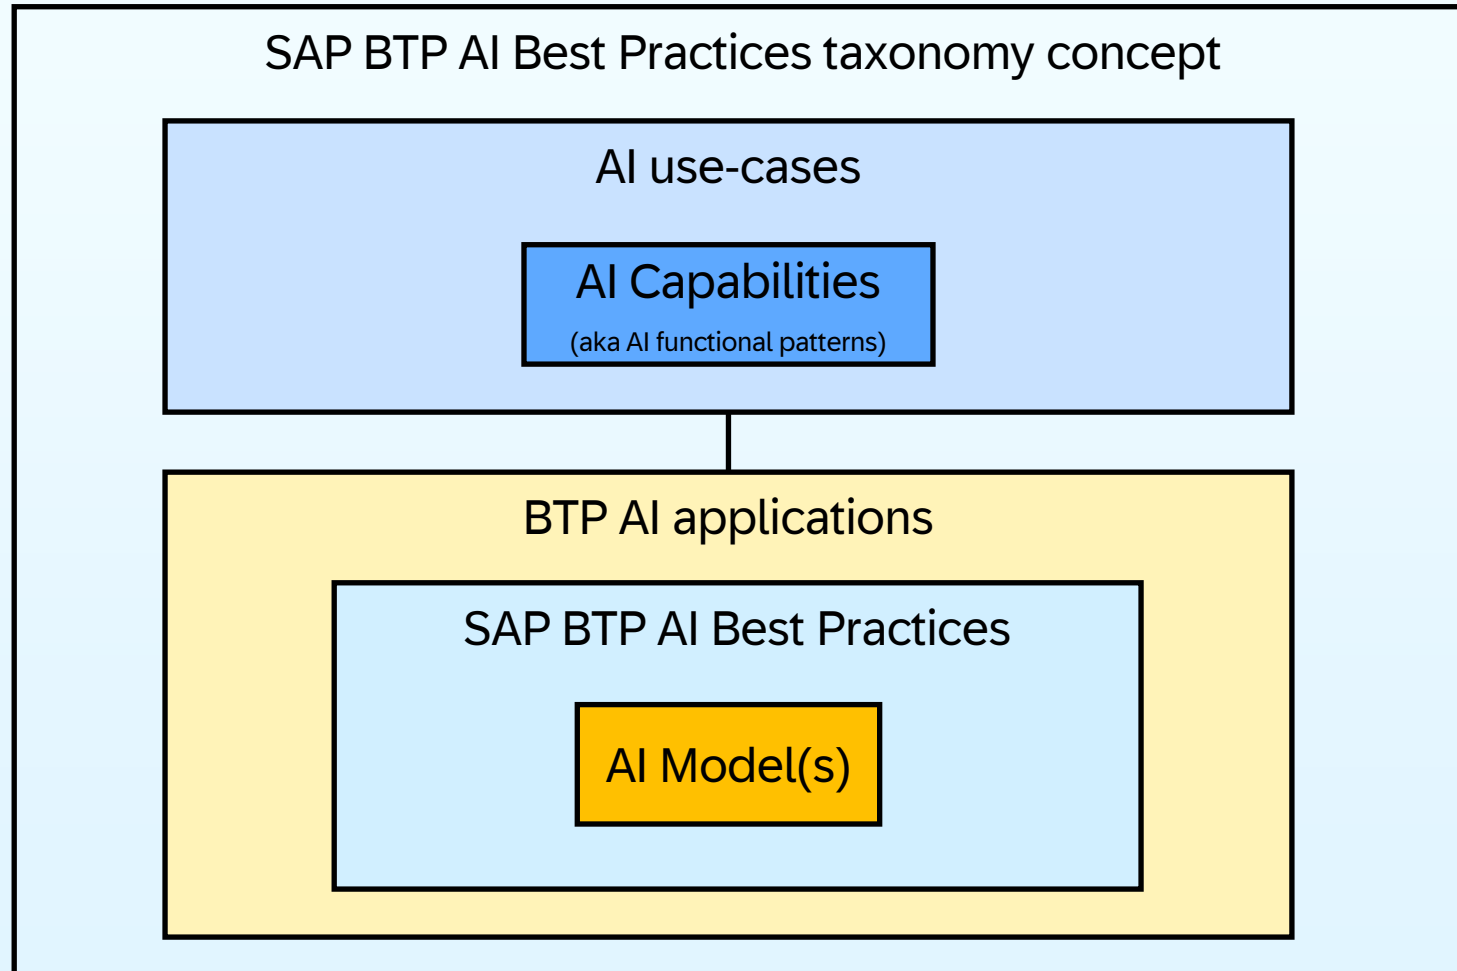 SAP BTP AI Best Practices taxonomy concept
AI use-cases
AI Capabilities
(aka AI functional patterns)
BTP AI applications
SAP BTP AI Best Practices
AI Model(s)